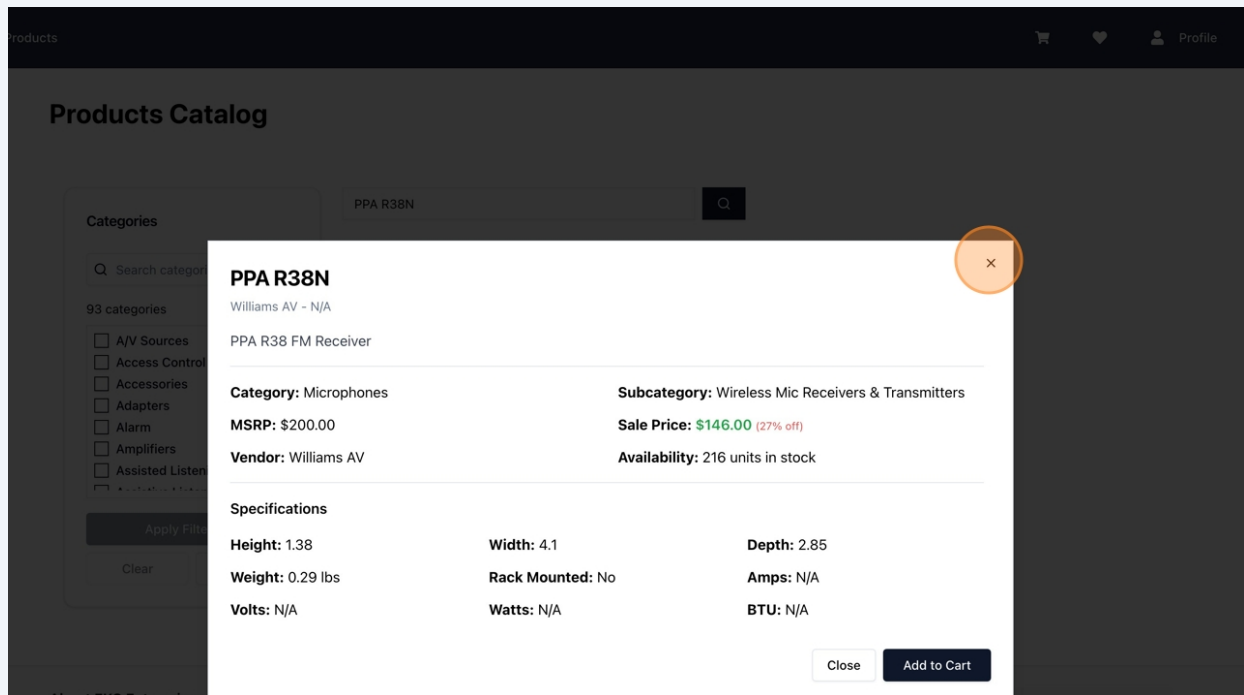 Products
Profile
Products Catalog
PPA R38N
Categories
Search categori
93 categories
A/V Sources
Access Control
Accessories
Adapters
Alarm
Amplifiers
Assisted Listen
Apply Filte
Clear
PPA R38N
Williams AV - N/A
PPA R38 FM Receiver
Category: Microphones
Subcategory: Wireless Mic Receivers & Transmitters
MSRP: $200.00
Sale Price: $146.00 (27% off)
Vendor: Williams AV
Availability: 216 units in stock
Specifications
Height: 1.38 Width: 4.1 Depth: 2.85
Weight: 0.29 lbs Rack Mounted: No Amps: N/A
Volts: N/A Watts: N/A BTU: N/A
Close Add to Cart